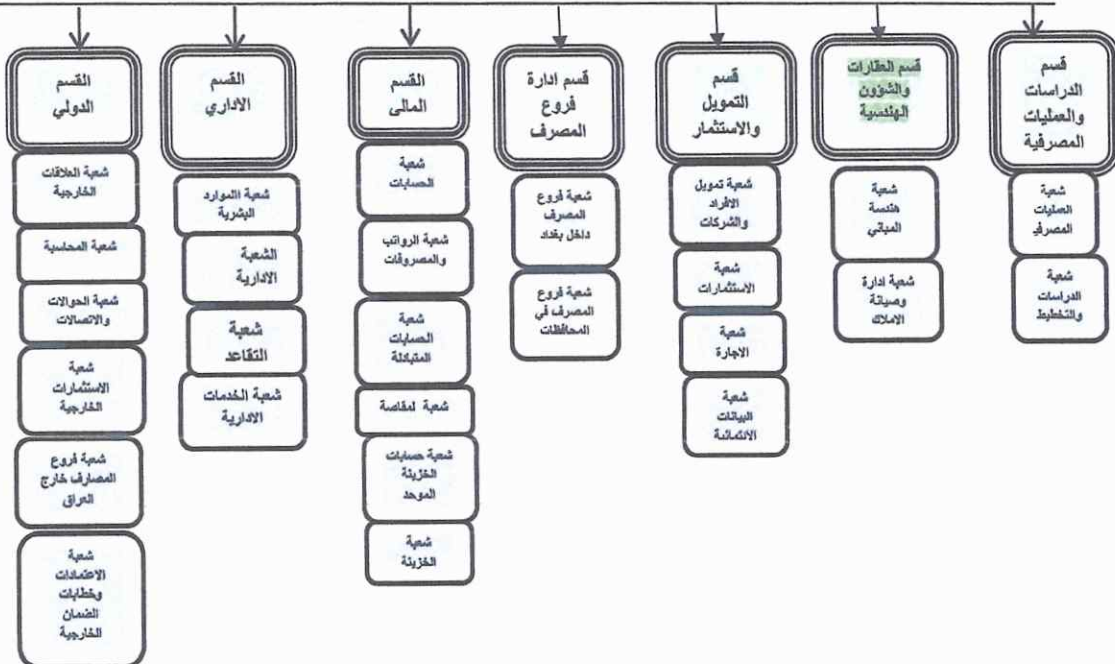 قسم
الدراسات
والعمليات
المصرفية
شعبة
العمليات
المصرفي
شعبة
الدراسات
والتخطيط
قسم العقارات
والشؤون
الهندسية
شعبة
هندسة
المباني
شعبة ادارة
وصيانة
الاملاك
قسم
التمويل
والاستثمار
شعبة تمويل
الافراد
والشركات
شعبة
الاستثمارات
شعبة
الاجارة
شعبة
البيانات
الائتمانية
قسم ادارة
فروع
المصرف
شعبة فروع
المصرف
داخل بغداد
شعبة فروع
المصرف في
المحافظات
القسم
المالي
شعبة
الحسابات
شعبة الرواتب
والمصروفات
شعبة
الحسابات
المتبادلة
شعبة لمقاصة
شعبة حسابات
الخزينة
الموحد
شعبة
الخزينة
القسم
الاداري
شعبة االموارد
البشرية
الشعبة
الادارية
شعبة
التقاعد
شعبة الخدمات
الادارية
القسم
الدولي
شعبة العلاقات
الخارجية
شعبة المحاسبة
شعبة الحوالات
والاتصالات
شعبة
الاستثمارات
الخارجية
شعبة فروع
المصارف خارج
العراق
شعبة
الاعتمادات
وخطابات
الضمان
الخارجية